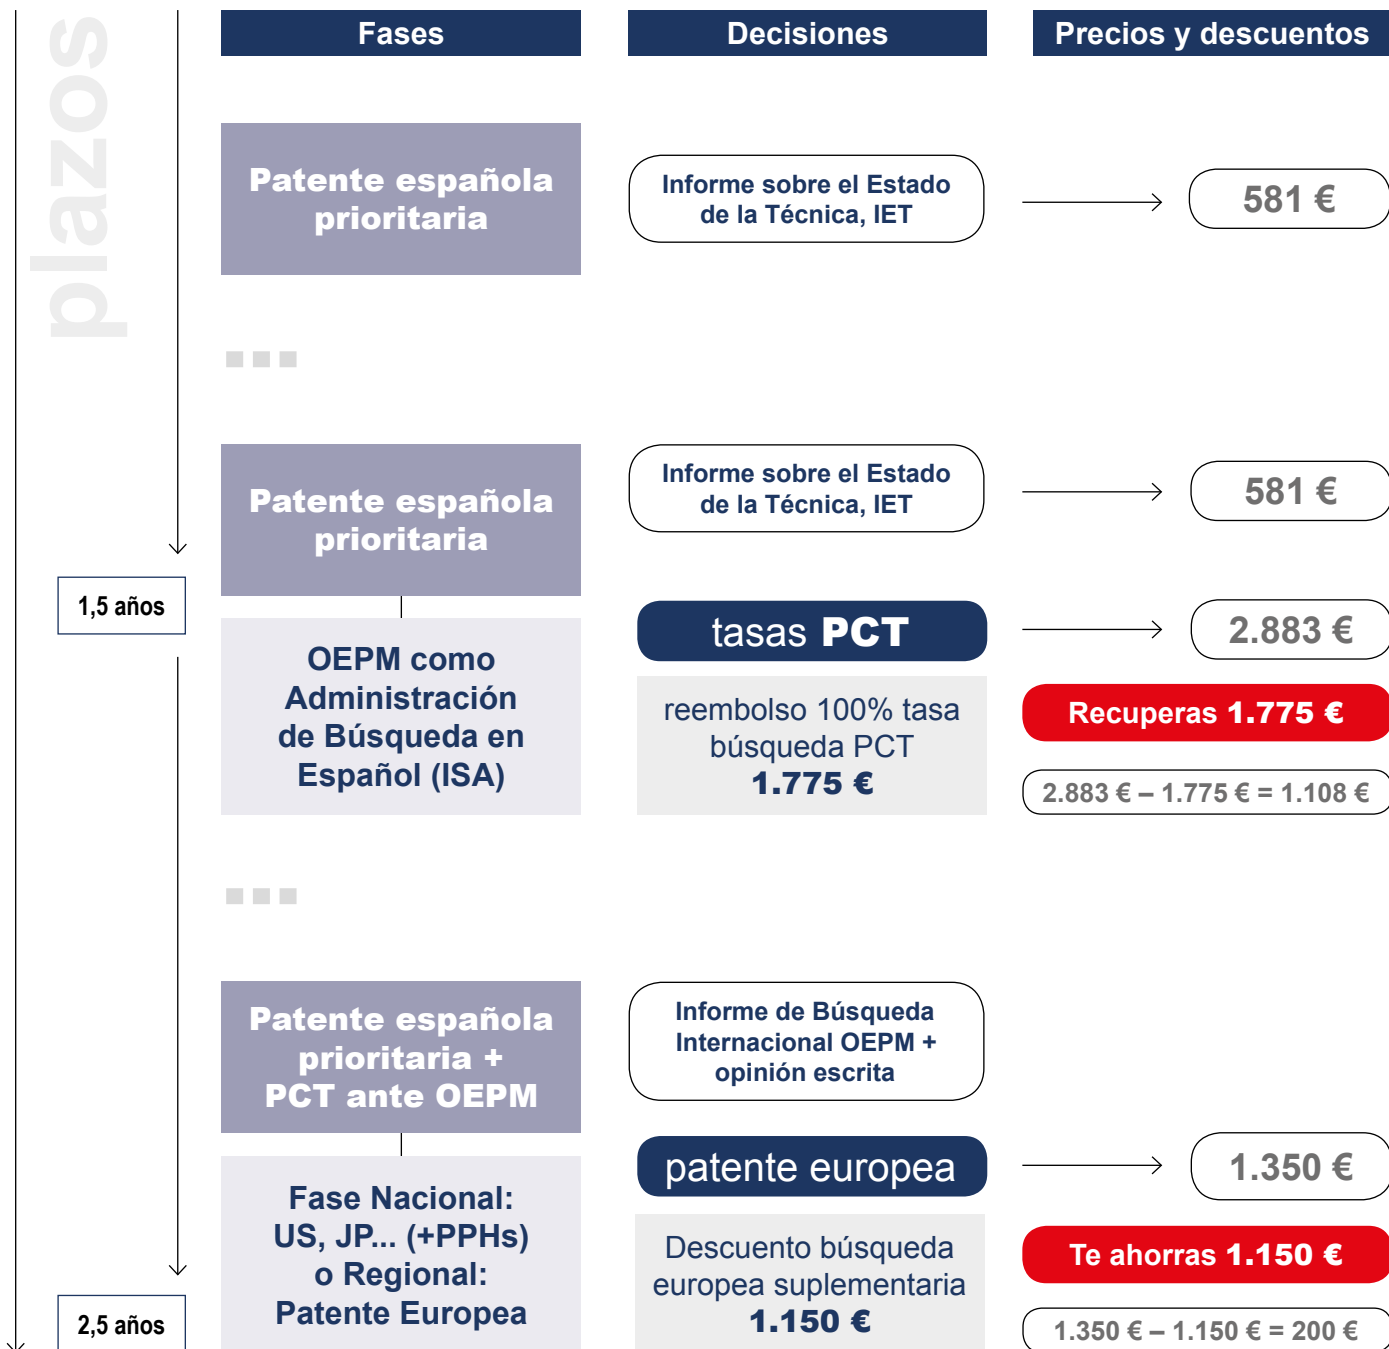 plazos
Fases
Decisiones
Precios y descuentos
Patente española
prioritaria
Informe sobre el Estado
de la Técnica, IET
581 €
Patente española
prioritaria
Informe sobre el Estado
de la Técnica, IET
581 €
1,5 años
OEPM como
Administración
de Búsqueda en
Español (ISA)
tasas PCT
2.883 €
reembolso 100% tasa
búsqueda PCT
1.775 €
Recuperas 1.775 €
2.883 € – 1.775 € = 1.108 €
Patente española
prioritaria +
PCT ante OEPM
Informe de Búsqueda
Internacional OEPM +
opinión escrita
patente europea
1.350 €
Fase Nacional:
US, JP... (+PPHs)
o Regional:
Patente Europea
Descuento búsqueda
europea suplementaria
1.150 €
Te ahorras 1.150 €
1.350 € – 1.150 € = 200 €
2,5 años